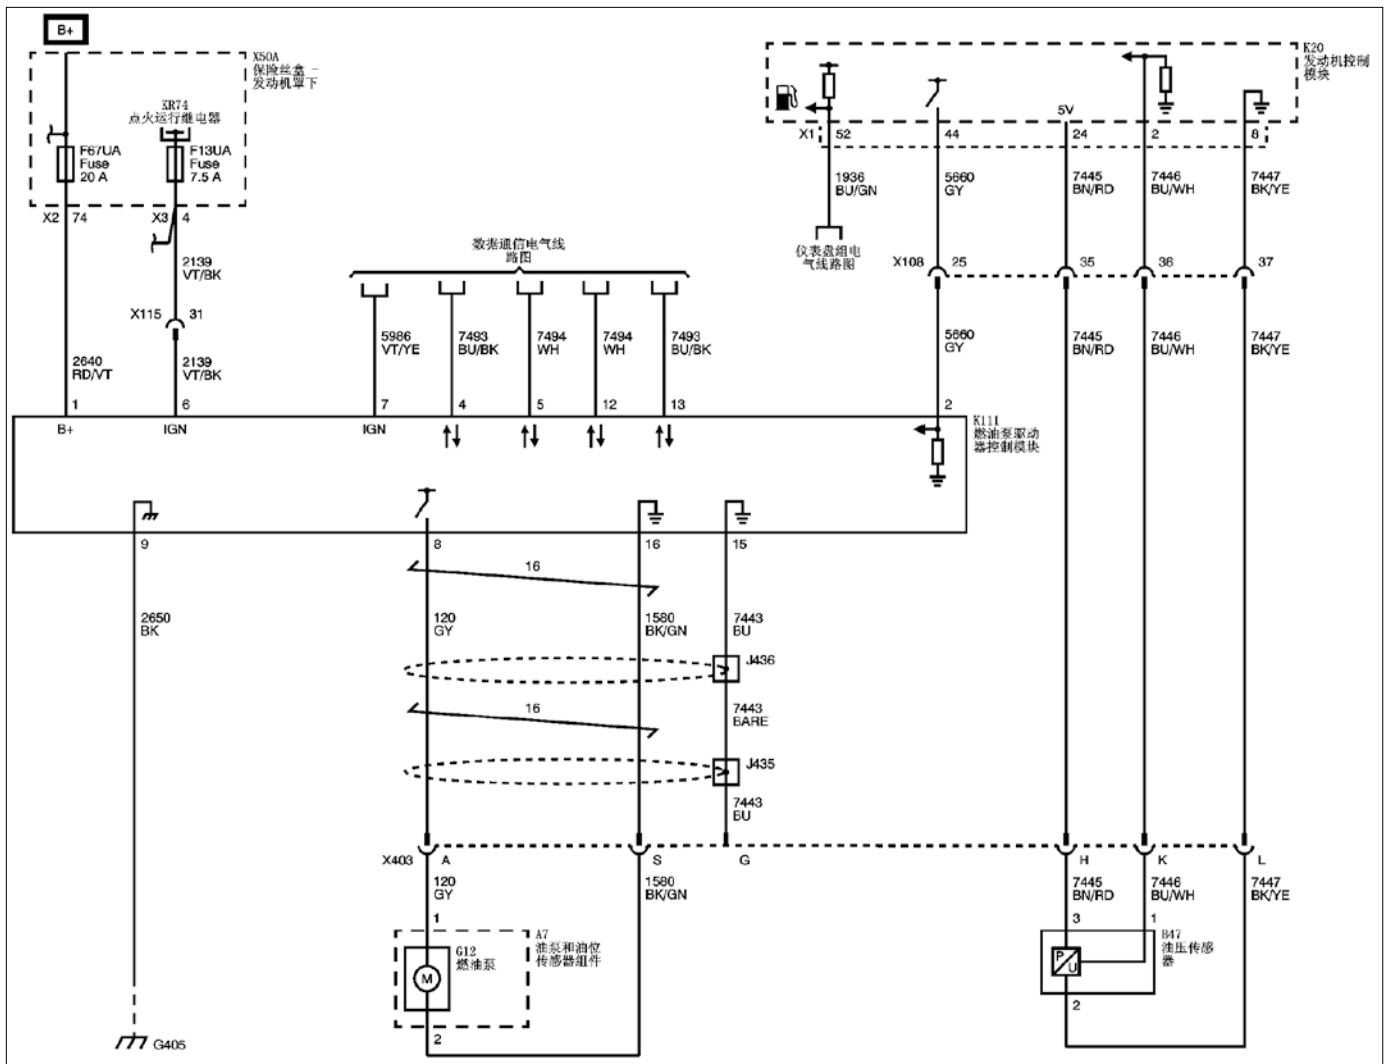 B+
X50A
保险丝盒 -
发动机罩下
KR74
点火运行继电器
F67UA
Fuse
20 A
F13UA
Fuse
7.5 A
X2
74
X3
4
2139
VT/BK
X115
31
2640
RD/VT
2139
VT/BK
数据通信电气线
路图
5986
VT/YE
7493
BU/BK
7494
WH
7494
WH
7493
BU/BK
K20
发动机控制
模块
5V
X1
52
44
24
2
8
1936
BU/GN
5660
GY
7445
BN/RD
7446
BU/WH
7447
BK/YE
仪表盘组电
气线路图
X108
25
35
36
37
5660
GY
7445
BN/RD
7446
BU/WH
7447
BK/YE
1
6
7
4
5
12
13
2
B+
IGN
IGN
K111
燃油泵驱动
器控制模块
9
8
16
15
16
2650
BK
120
GY
1580
BK/GN
7443
BU
J436
16
7443
BARE
J435
7443
BU
X403
A
S
G
H
K
L
120
GY
1580
BK/GN
7445
BN/RD
7446
BU/WH
7447
BK/YE
1
3
1
A7
油泵和油位
传感器组件
G12
燃油泵
M
B47
油压传感
器
P
U
2
2
G405